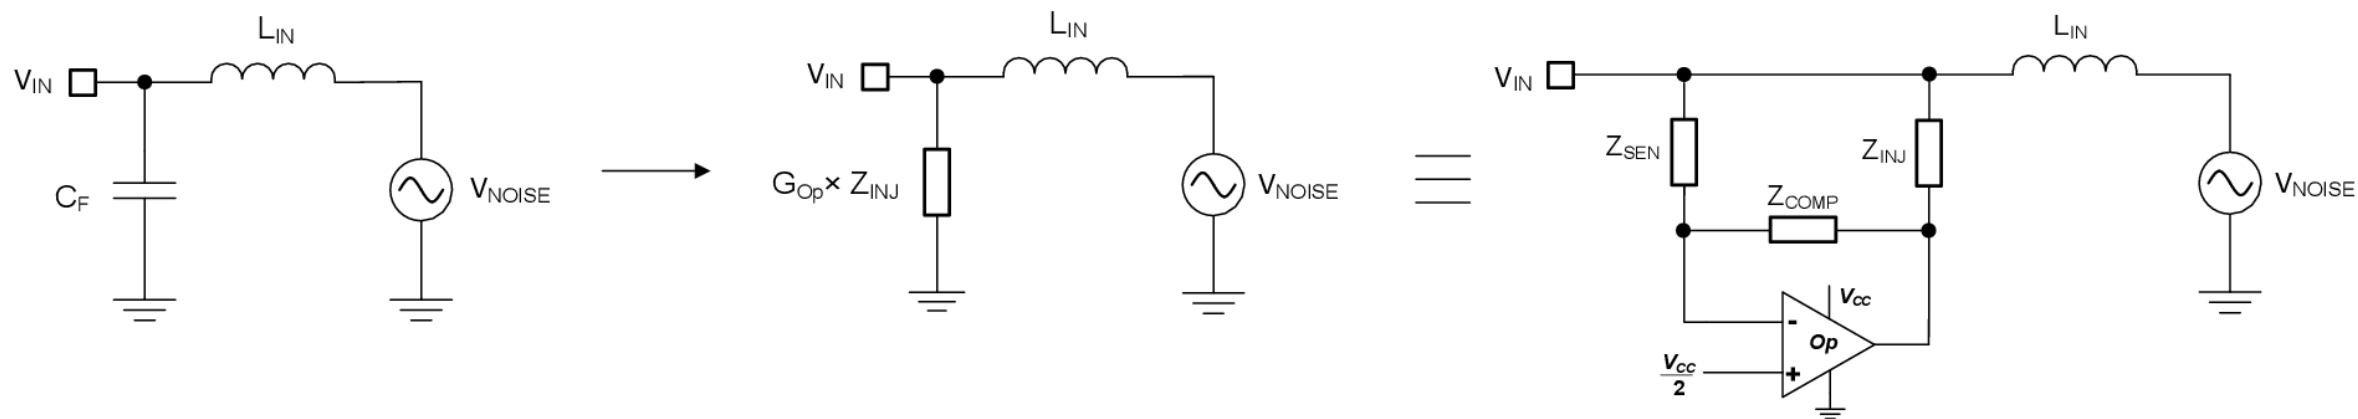 L_IN
V_IN
C_F
V_NOISE
L_IN
V_IN
G_Op× Z_INJ
V_NOISE
L_IN
V_IN
Z_SEN
Z_INJ
Z_COMP
V_NOISE
V_CC
-
Op
+
V_CC
2